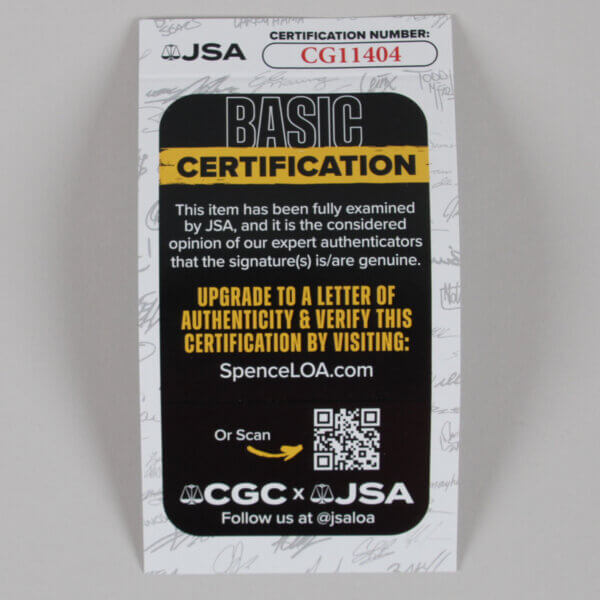 JSA
CERTIFICATION NUMBER:
CG11404
BASIC
CERTIFICATION
This item has been fully examined
by JSA, and it is the considered
opinion of our expert authenticators
that the signature(s) is/are genuine.
UPGRADE TO A LETTER OF
AUTHENTICITY & VERIFY THIS
CERTIFICATION BY VISITING:
SpenceLOA.com
Or Scan
CGC x JSA
Follow us at @jsaloa